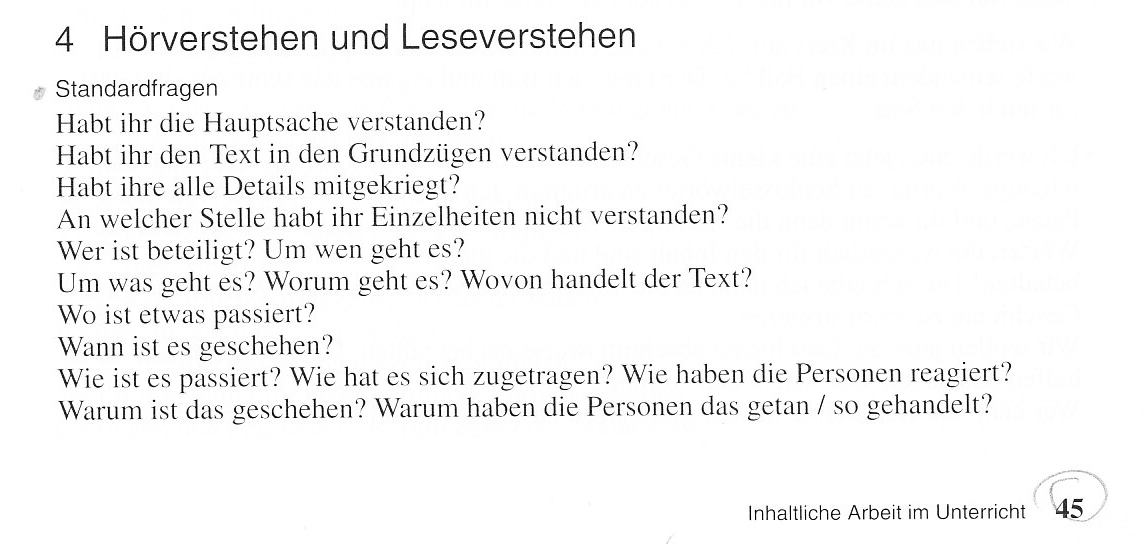 4 Hörverstehen und Leseverstehen
Standardfragen
Habt ihr die Hauptsache verstanden?
Habt ihr den Text in den Grundzügen verstanden?
Habt ihre alle Details mitgekriegt?
An welcher Stelle habt ihr Einzelheiten nicht verstanden?
Wer ist beteiligt? Um wen geht es?
Um was geht es? Worum geht es? Wovon handelt der Text?
Wo ist etwas passiert?
Wann ist es geschehen?
Wie ist es passiert? Wie hat es sich zugetragen? Wie haben die Personen reagiert?
Warum ist das geschehen? Warum haben die Personen das getan / so gehandelt?
Inhaltliche Arbeit im Unterricht 45